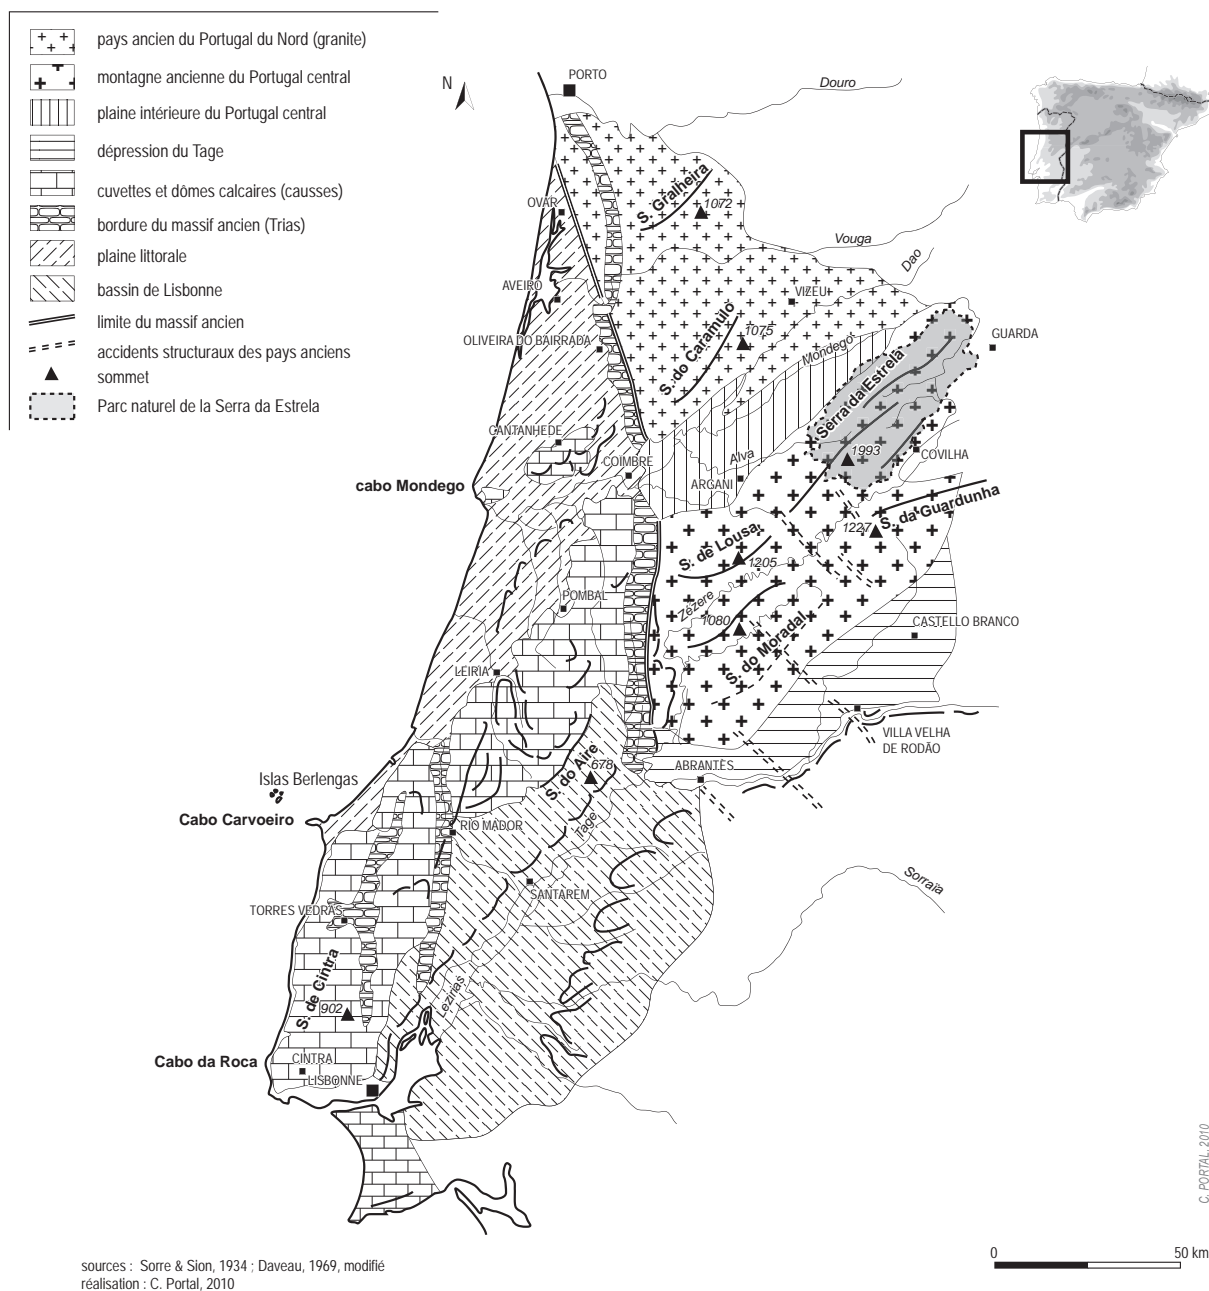 pays ancien du Portugal du Nord (granite)
montagne ancienne du Portugal central
plaine intérieure du Portugal central
dépression du Tage
cuvettes et dômes calcaires (causses)
bordure du massif ancien (Trias)
plaine littorale
bassin de Lisbonne
limite du massif ancien
accidents structuraux des pays anciens
sommet
Parc naturel de la Serra da Estrela
N
PORTO
Douro
S. Gralheira
1072
OVAR
Vouga
Dao
AVEIRO
VIZEU
OLIVEIRA DO BAIRRADA
S. do Caramulo
1075
Mondego
GUARDA
Serra da Estrela
CANTANHEDE
1993
COVILHA
COIMBRE
Alva
ARGANI
cabo Mondego
S. da Guardunha
1227
S. de Lousa
1205
Zézere
POMBAL
1080
S. do Moradal
CASTELLO BRANCO
LEIRIA
VILLA VELHA
DE RODÃO
S. do Aire
678
ABRANTÈS
Islas Berlengas
Cabo Carvoeiro
RIO MADOR
Tage
SANTAREM
Sorraia
TORRES VEDRAS
S. de Cintra
902
Lezirias
Cabo da Roca
CINTRA
LISBONNE
C. PORTAL. 2010
0
50 km
sources : Sorre & Sion, 1934 ; Daveau, 1969, modifié
réalisation : C. Portal, 2010